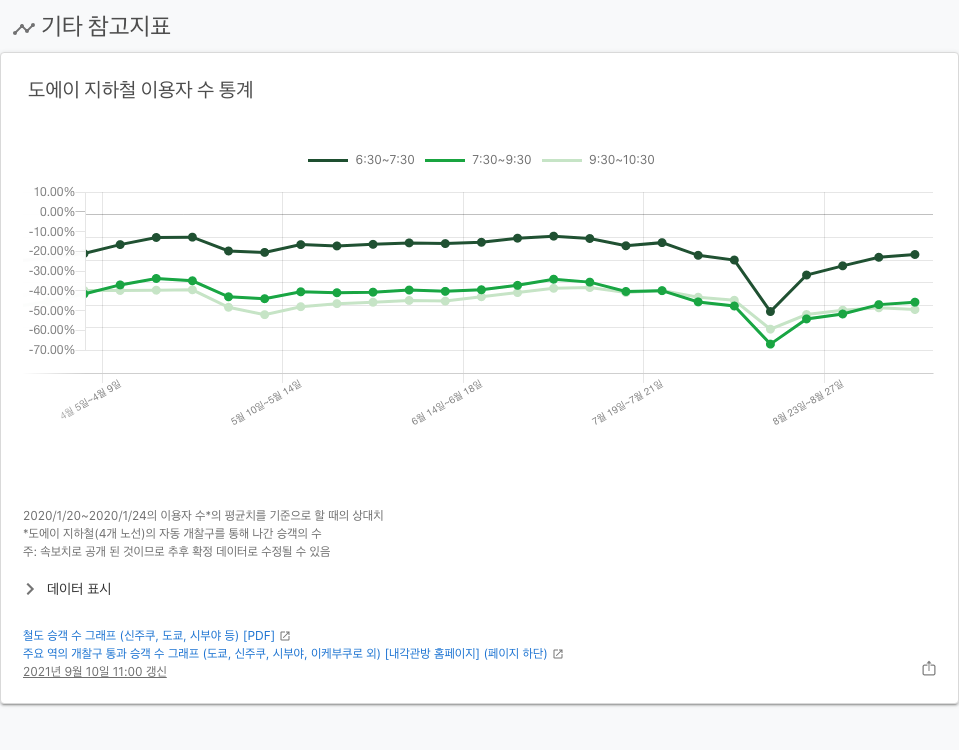 기타 참고지표
도에이 지하철 이용자 수 통계
6:30~7:30 7:30~9:30 9:30~10:30
10.00%
0.00%
-10.00%
-20.00%
-30.00%
-40.00%
-50.00%
-60.00%
-70.00%
4월 5일~4월 9일
5월 10일~5월 14일
6월 14일~6월 18일
7월 19일~7월 21일
8월 23일~8월 27일
2020/1/20~2020/1/24의 이용자 수*의 평균치를 기준으로 할 때의 상대치
*도에이 지하철(4개 노선)의 자동 개찰구를 통해 나간 승객의 수
주: 속보치로 공개 된 것이므로 추후 확정 데이터로 수정될 수 있음
데이터 표시
철도 승객 수 그래프 (신주쿠, 도쿄, 시부야 등) [PDF]
주요 역의 개찰구 통과 승객 수 그래프 (도쿄, 신주쿠, 시부야, 이케부쿠로 외) [내각관방 홈페이지] (페이지 하단)
2021년 9월 10일 11:00 갱신